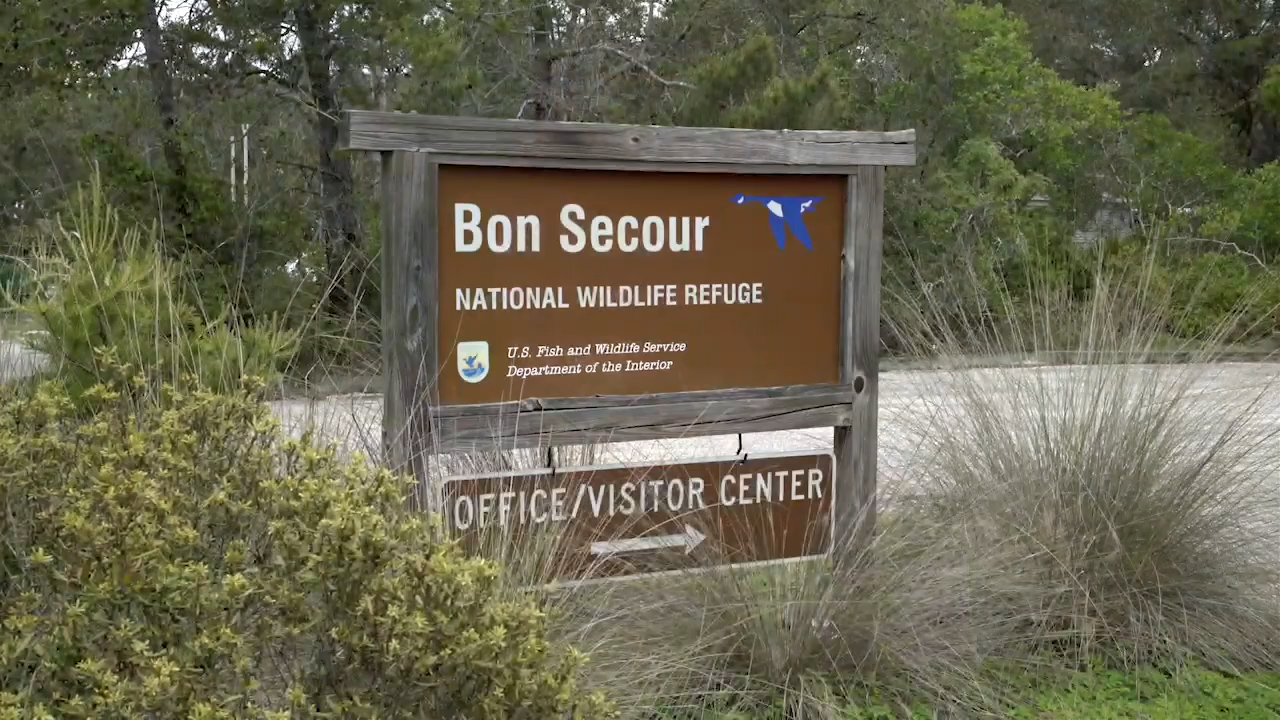 Bon Secour
NATIONAL WILDLIFE REFUGE
U.S. Fish and Wildlife Service
Department of the Interior
OFFICE/VISITOR CENTER